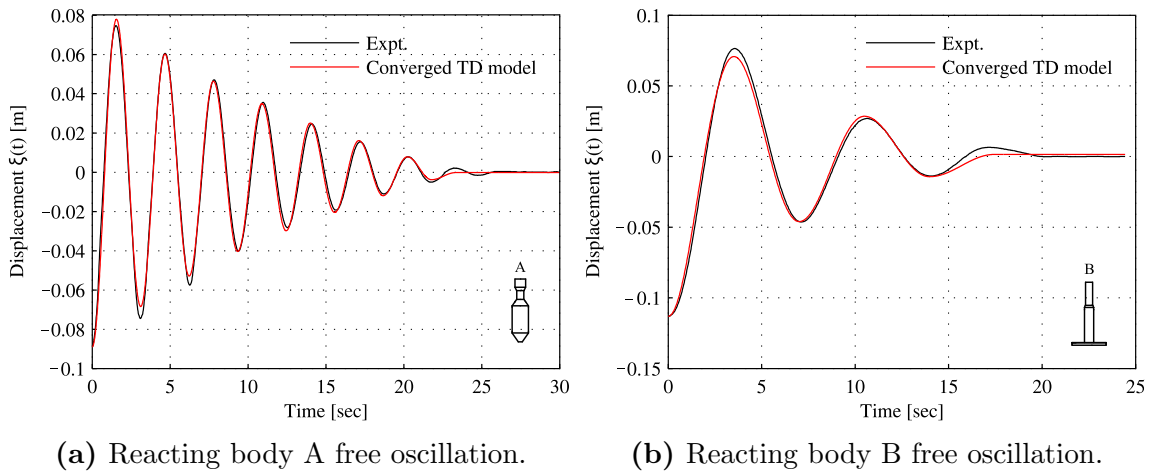 0.08
0.06
0.04
0.02
0
−0.02
−0.04
−0.06
−0.08
−0.1
Displacement ξ(t) [m]
Expt.
Converged TD model
A
0 5 10 15 20 25 30
Time [sec]
(a) Reacting body A free oscillation.
0.1
0.05
0
−0.05
−0.1
−0.15
Displacement ξ(t) [m]
Expt.
Converged TD model
B
0 5 10 15 20 25
Time [sec]
(b) Reacting body B free oscillation.